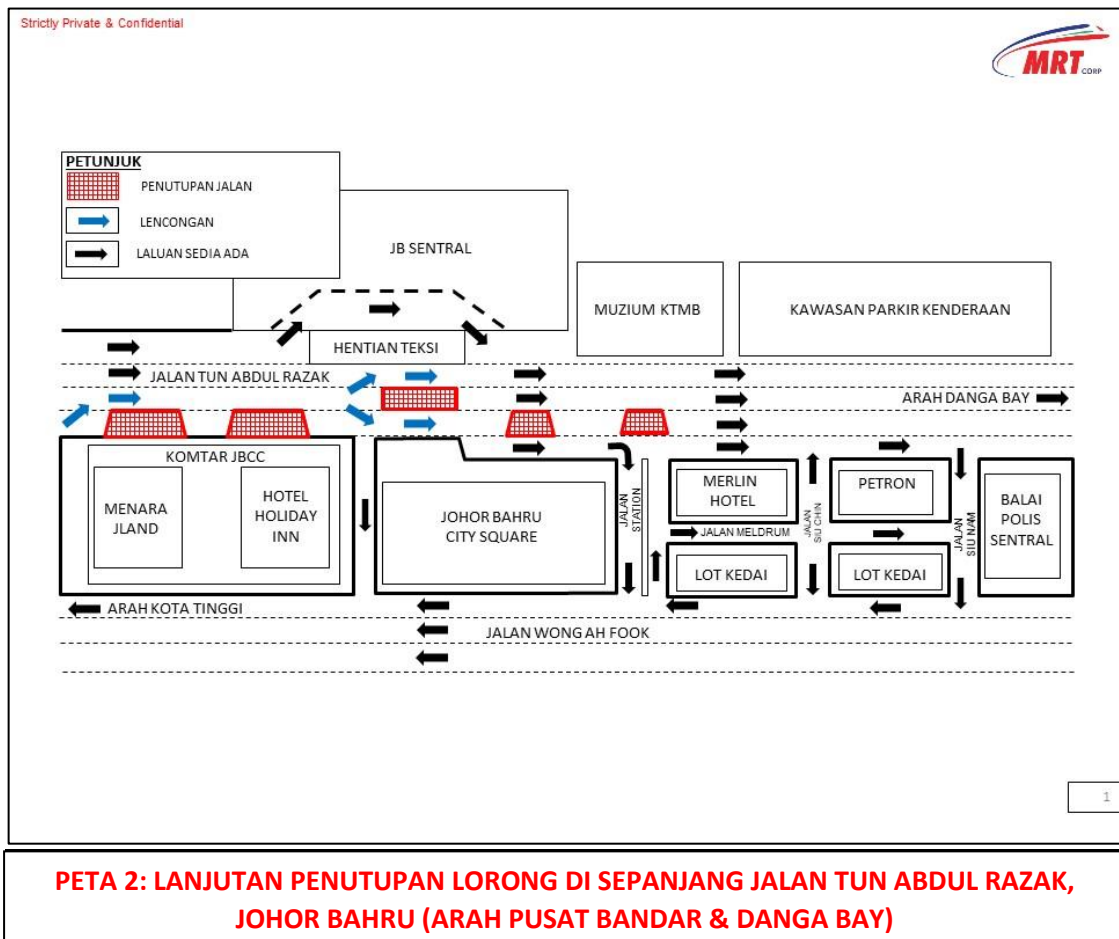 Strictly Private & Confidential
MRT CORP
PETUNJUK
PENUTUPAN JALAN
LENCONGAN
LALUAN SEDIA ADA
JB SENTRAL
MUZIUM KTMB
KAWASAN PARKIR KENDERAAN
HENTIAN TEKSI
JALAN TUN ABDUL RAZAK
ARAH DANGA BAY
KOMTAR JBCC
MENARA
JLAND
HOTEL
HOLIDAY
INN
JOHOR BAHRU
CITY SQUARE
JALAN
STATION
MERLIN
HOTEL
JALAN MELDRUM
LOT KEDAI
JALAN
SIU CHIN
PETRON
LOT KEDAI
JALAN
SIU NAM
BALAI
POLIS
SENTRAL
ARAH KOTA TINGGI
JALAN WONG AH FOOK
1
PETA 2: LANJUTAN PENUTUPAN LORONG DI SEPANJANG JALAN TUN ABDUL RAZAK,
JOHOR BAHRU (ARAH PUSAT BANDAR & DANGA BAY)